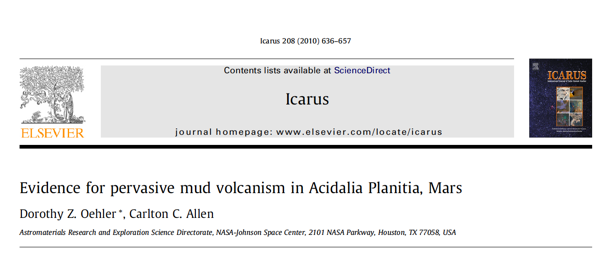 Icarus 208 (2010) 636–657
Contents lists available at ScienceDirect
Icarus
journal homepage: www.elsevier.com/locate/icarus
ELSEVIER
ICARUS
Evidence for pervasive mud volcanism in Acidalia Planitia, Mars
Dorothy Z. Oehler *, Carlton C. Allen
Astromaterials Research and Exploration Science Directorate, NASA-Johnson Space Center, 2101 NASA Parkway, Houston, TX 77058, USA